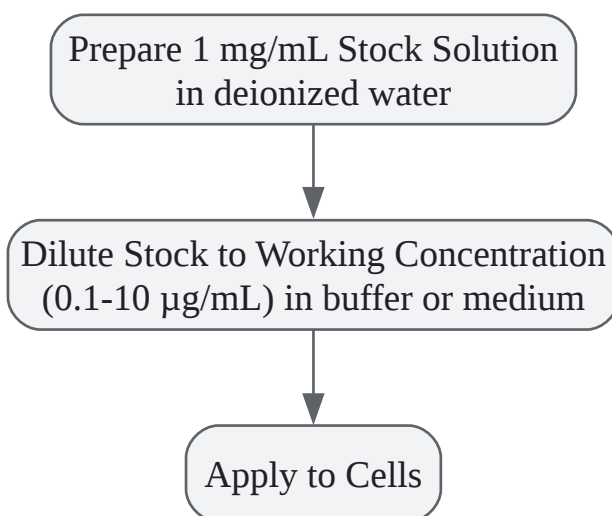 Prepare 1 mg/mL Stock Solution
in deionized water
Dilute Stock to Working Concentration
(0.1-10 µg/mL) in buffer or medium
Apply to Cells